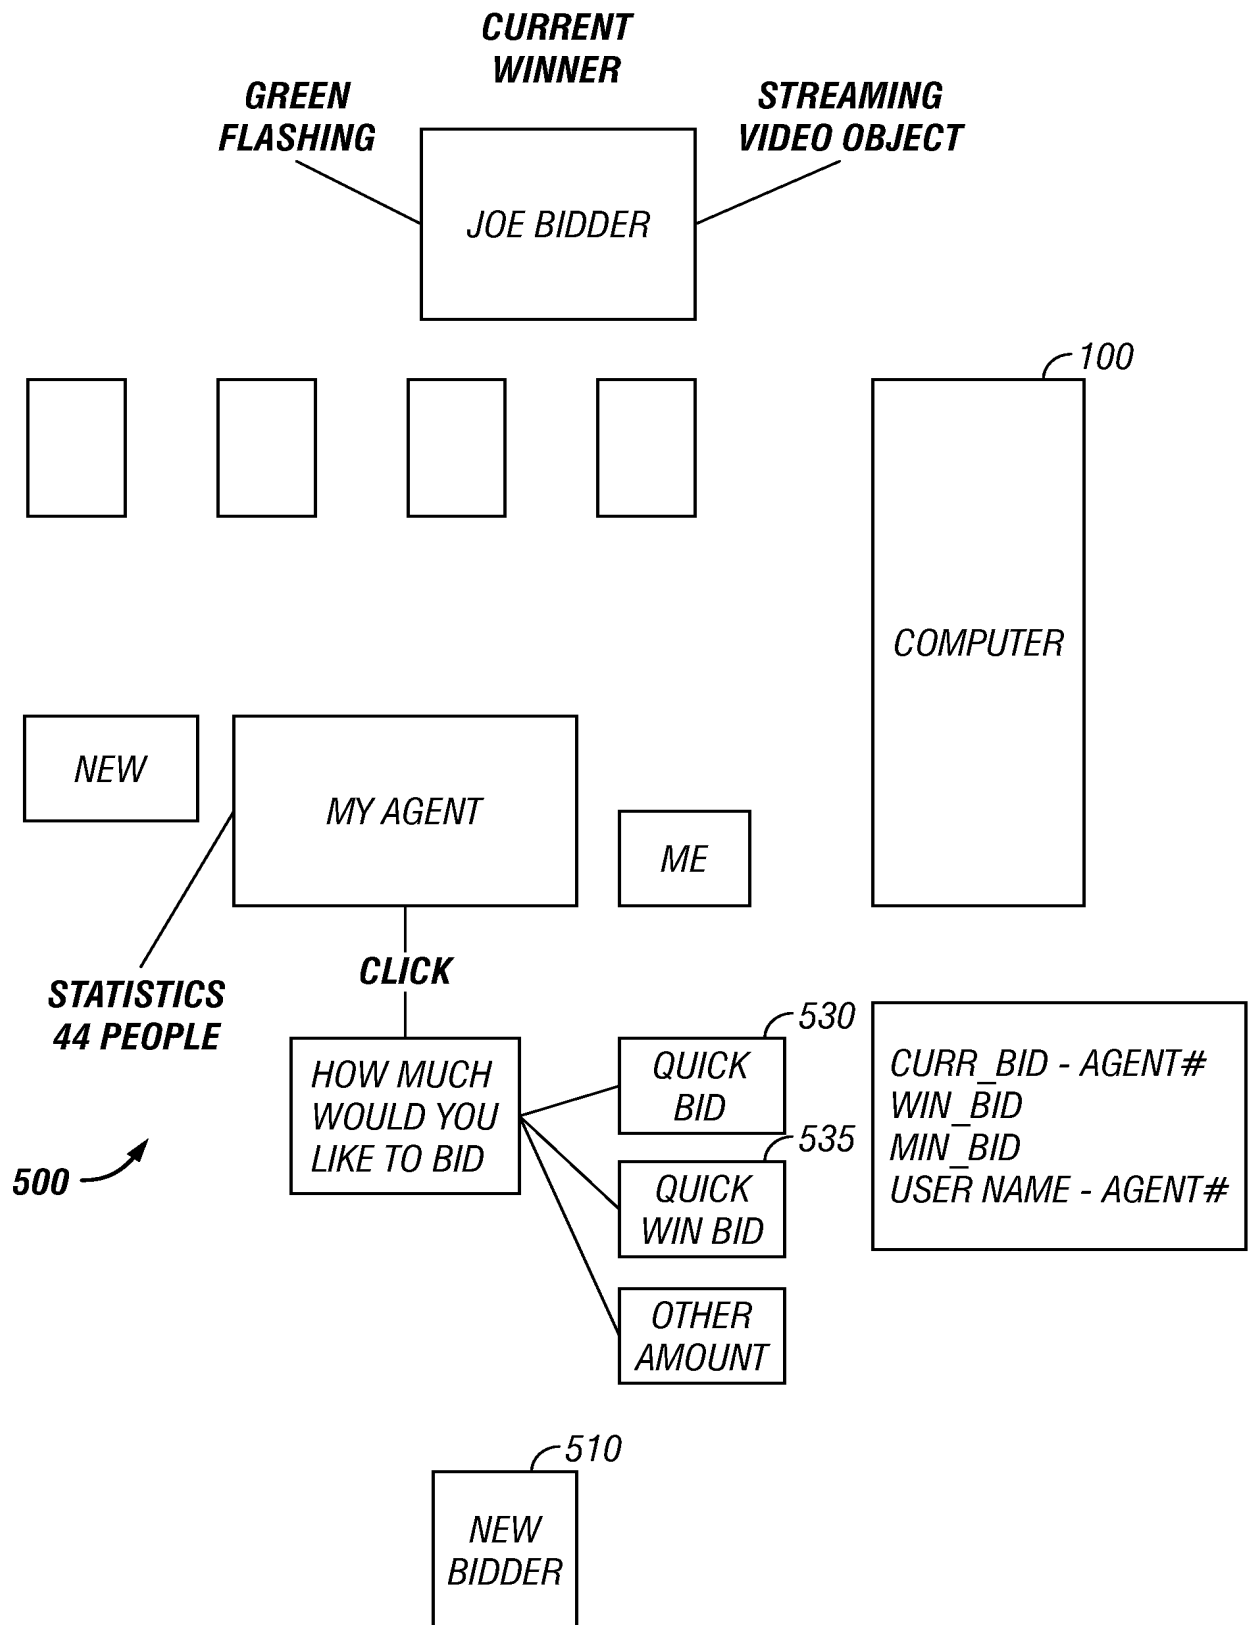 CURRENT
WINNER
GREEN
FLASHING
STREAMING
VIDEO OBJECT
JOE BIDDER
100
COMPUTER
NEW
MY AGENT
ME
STATISTICS
44 PEOPLE
CLICK
HOW MUCH
WOULD YOU
LIKE TO BID
530
QUICK
BID
535
QUICK
WIN BID
OTHER
AMOUNT
CURR_BID - AGENT#
WIN_BID
MIN_BID
USER NAME - AGENT#
500
510
NEW
BIDDER